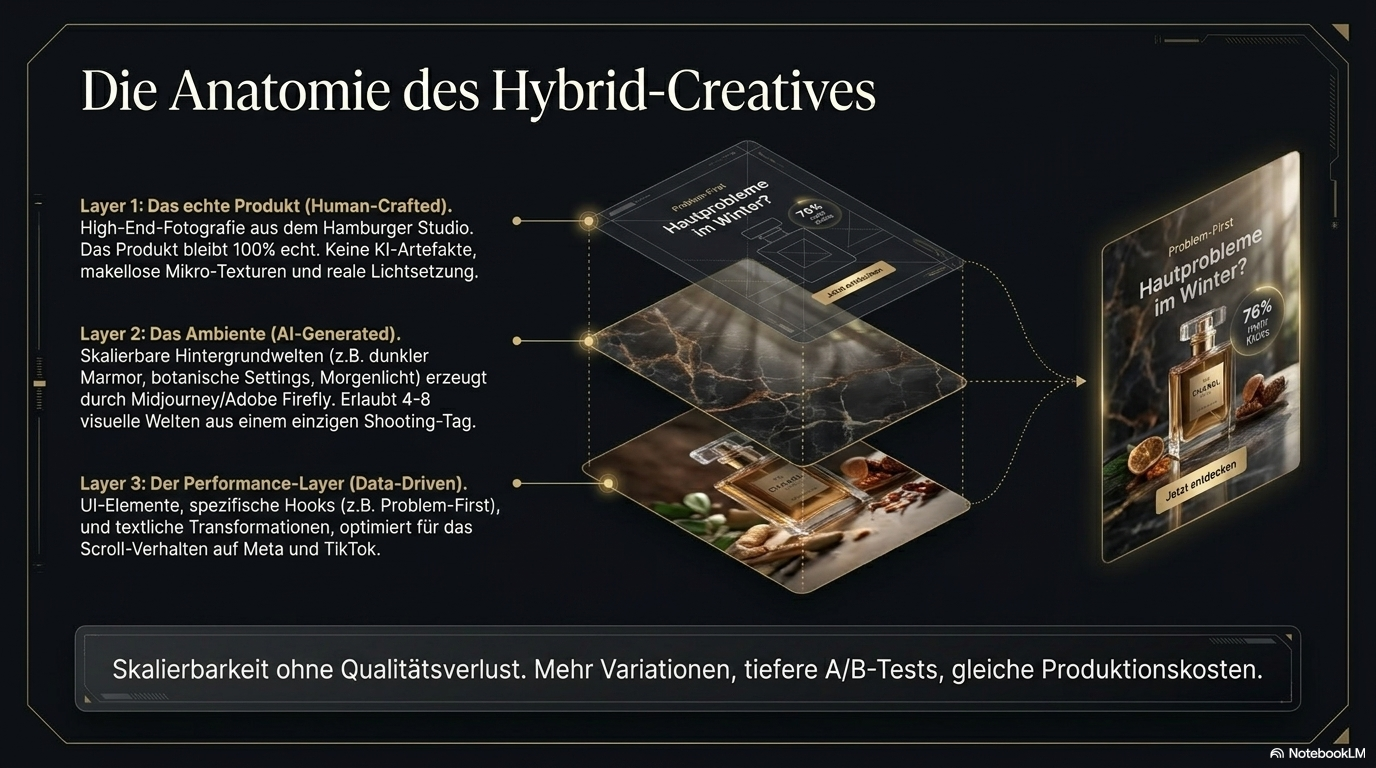 Die Anatomie des Hybrid-Creatives
Layer 1: Das echte Produkt (Human-Crafted).
High-End-Fotografie aus dem Hamburger Studio.
Das Produkt bleibt 100% echt. Keine KI-Artefakte,
makellose Mikro-Texturen und reale Lichtsetzung.
Layer 2: Das Ambiente (AI-Generated).
Skalierbare Hintergrundwelten (z.B. dunkler
Marmor, botanische Settings, Morgenlicht) erzeugt
durch Midjourney/Adobe Firefly. Erlaubt 4-8
visuelle Welten aus einem einzigen Shooting-Tag.
Layer 3: Der Performance-Layer (Data-Driven).
UI-Elemente, spezifische Hooks (z.B. Problem-First),
und textliche Transformationen, optimiert für das
Scroll-Verhalten auf Meta und TikTok.
Problem-First
Hautprobleme
im Winter?
76%
Problem-First
Hautprobleme
im Winter?
76%
Jetzt entdecken
Skalierbarkeit ohne Qualitätsverlust. Mehr Variationen, tiefere A/B-Tests, gleiche Produktionskosten.
NotebookLM